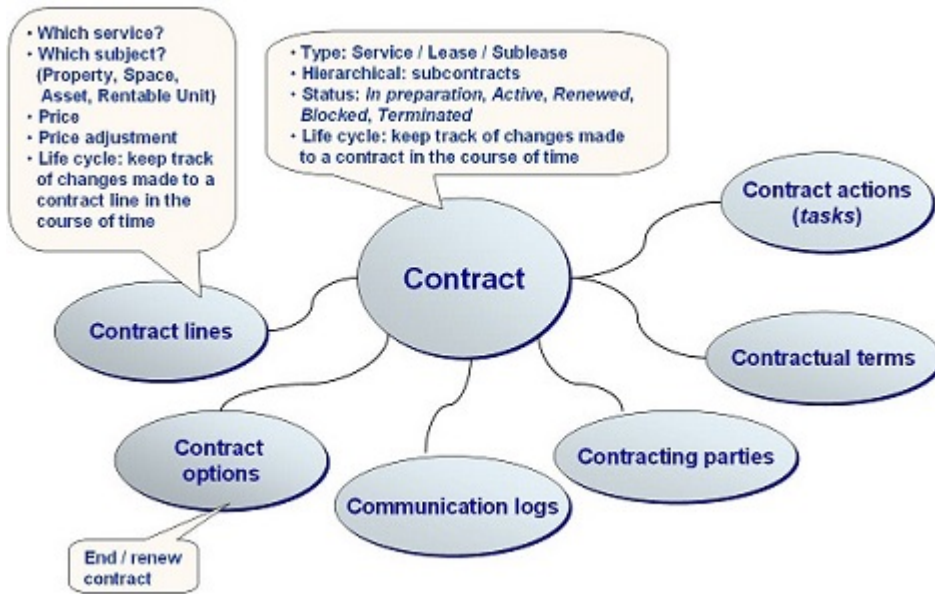 • Which service?
• Which subject?
(Property, Space,
Asset, Rentable Unit)
• Price
• Price adjustment
• Life cycle: keep track
of changes made to a
contract line in the
course of time
• Type: Service / Lease / Sublease
• Hierarchical: subcontracts
• Status: In preparation, Active, Renewed,
Blocked, Terminated
• Life cycle: keep track of changes made
to a contract in the course of time
Contract actions
(tasks)
Contract
Contract lines
Contractual terms
Contract
options
Contracting parties
Communication logs
End / renew
contract